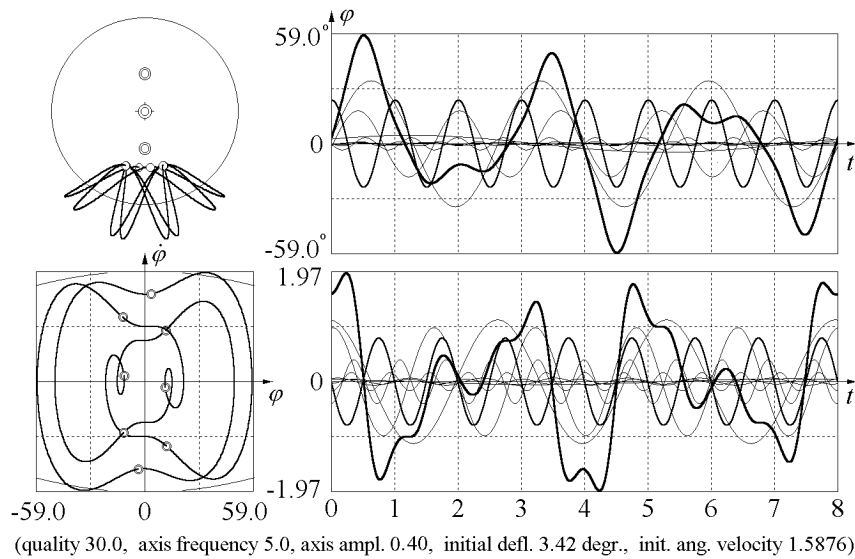 φ
59.0°
0
t
-59.0°
φ̇
1.97
0
φ
t
-1.97
-59.0 0 59.0
0 1 2 3 4 5 6 7 8
(quality 30.0, axis frequency 5.0, axis ampl. 0.40, initial defl. 3.42 degr., init. ang. velocity 1.5876)